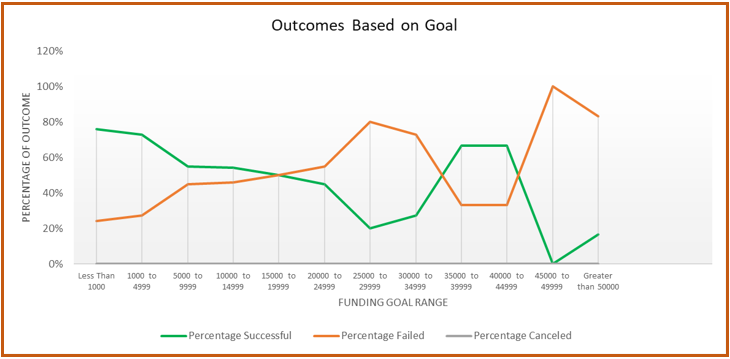 Outcomes Based on Goal
120%
100%
80%
60%
40%
20%
0%
PERCENTAGE OF OUTCOME
Less Than
1000
1000 to
4999
5000 to
9999
10000 to
14999
15000 to
19999
20000 to
24999
25000 to
29999
30000 to
34999
35000 to
39999
40000 to
44999
45000 to
49999
Greater
than 50000
FUNDING GOAL RANGE
Percentage Successful
Percentage Failed
Percentage Canceled